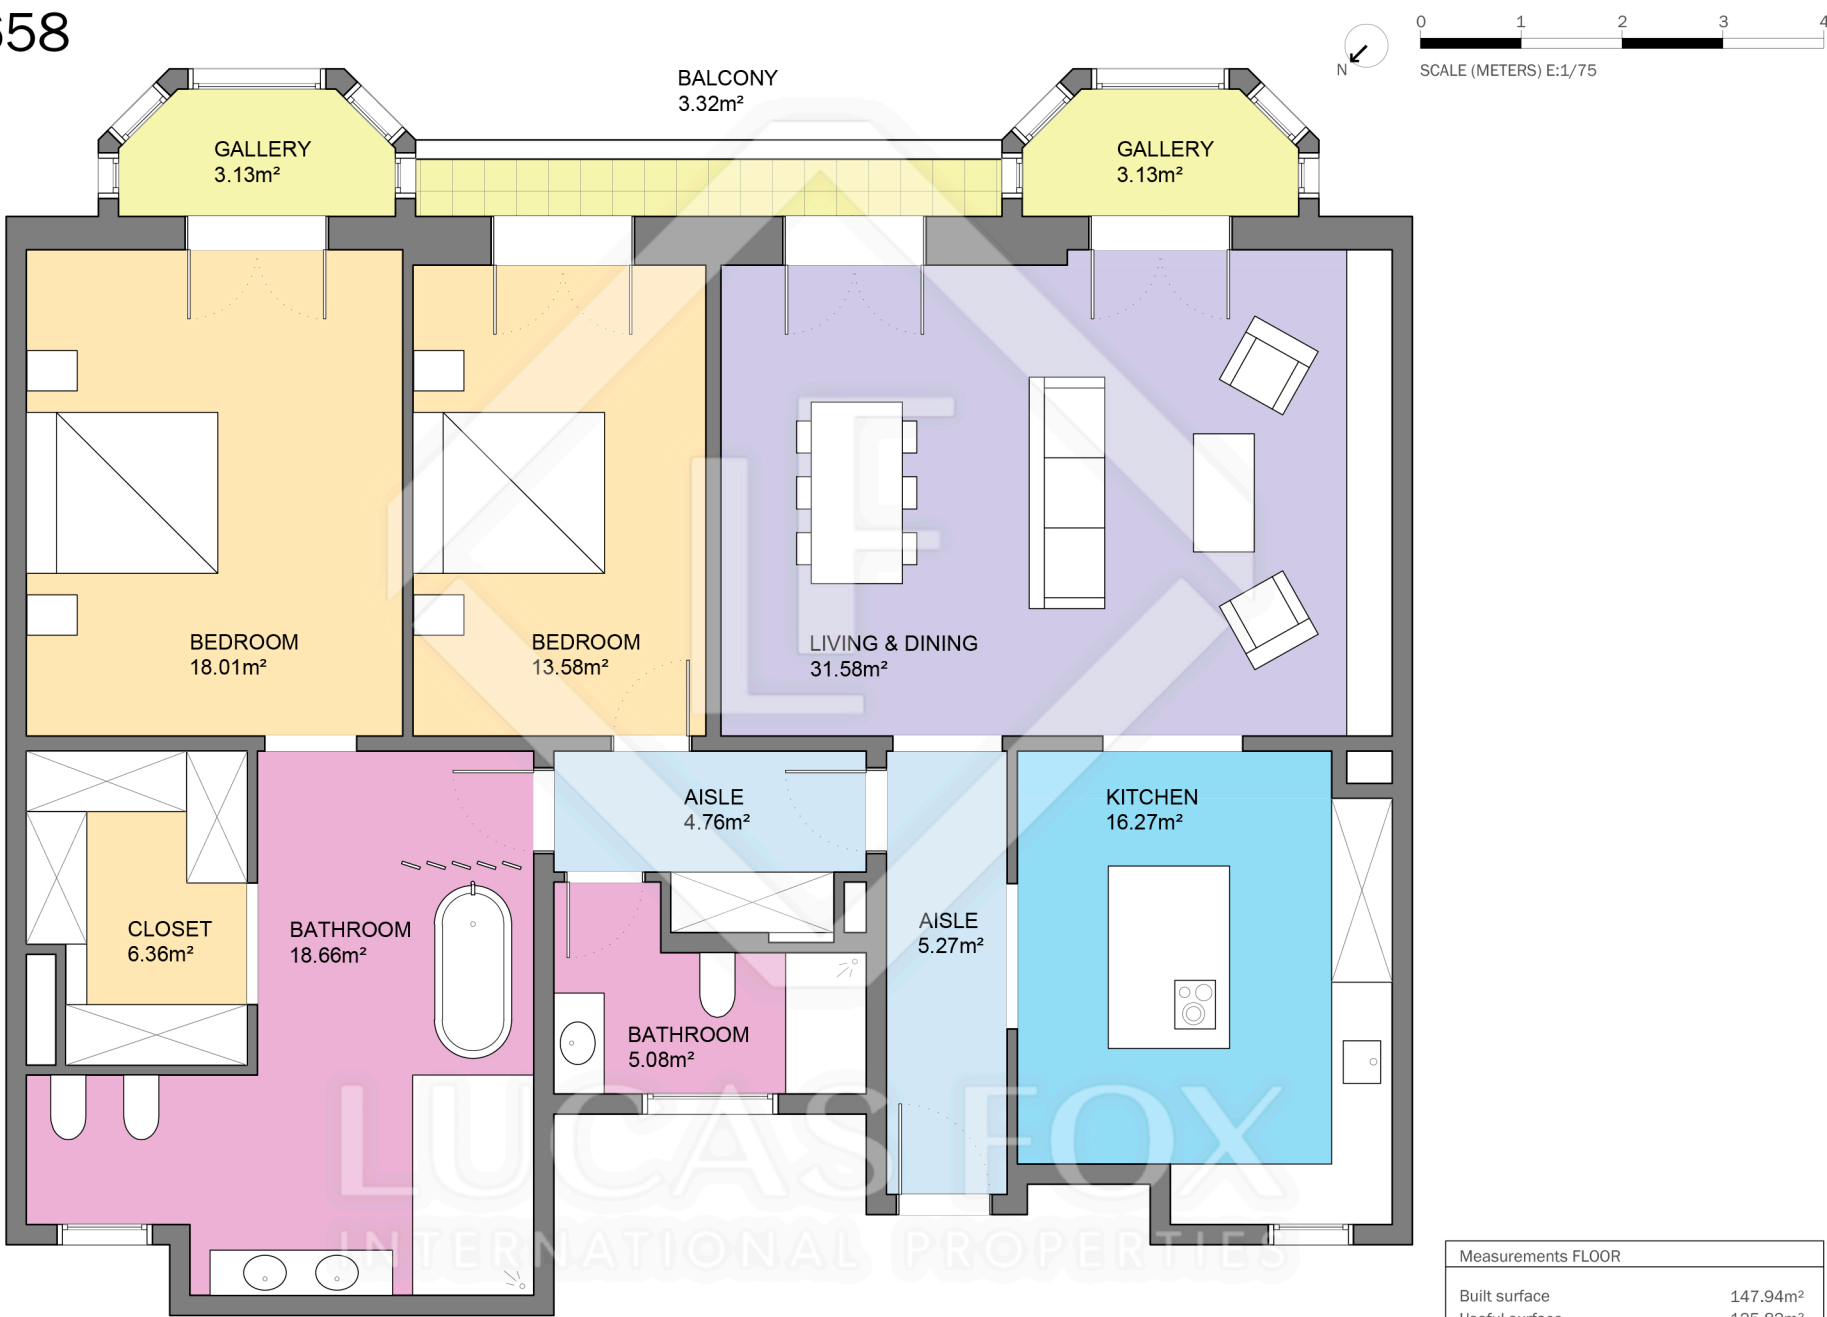 658
BALCONY
3.32m²
0 1 2 3 4
N
SCALE (METERS) E:1/75
GALLERY
3.13m²
GALLERY
3.13m²
BEDROOM
18.01m²
BEDROOM
13.58m²
LIVING & DINING
31.58m²
AISLE
4.76m²
KITCHEN
16.27m²
CLOSET
6.36m²
BATHROOM
18.66m²
AISLE
5.27m²
BATHROOM
5.08m²
LF
LUCAS FOX
INTERNATIONAL PROPERTIES
Measurements FLOOR
Built surface 147.94m²